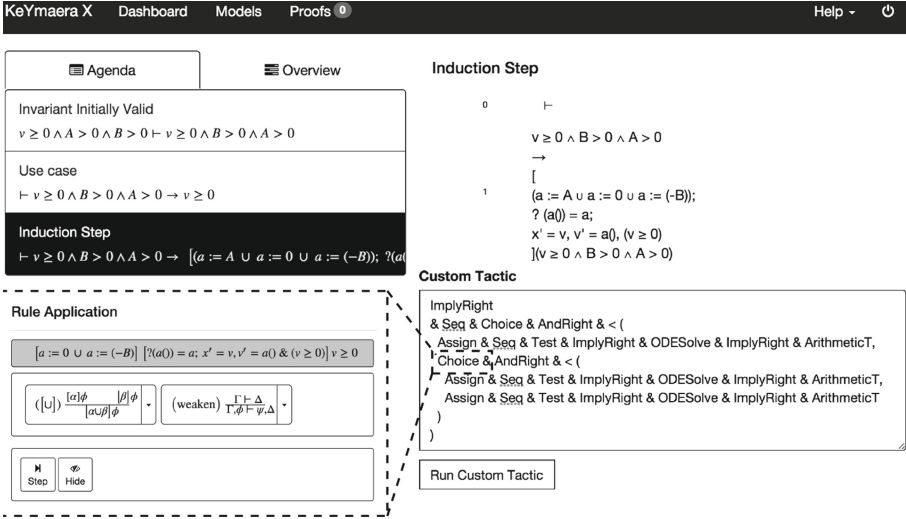 KeYmaera X Dashboard Models Proofs 0 Help
Agenda Overview
Invariant Initially Valid
v ≥ 0 ∧ A > 0 ∧ B > 0 ⊢ v ≥ 0 ∧ B > 0 ∧ A > 0
Use case
⊢ v ≥ 0 ∧ B > 0 ∧ A > 0 → v ≥ 0
Induction Step
⊢ v ≥ 0 ∧ B > 0 ∧ A > 0 → [(a := A ∪ a := 0 ∪ a := (−B)); ?(a(
Rule Application
[a := 0 ∪ a := (−B)] [?(a()) = a; x′ = v, v′ = a() & (v ≥ 0)] v ≥ 0
([∪]) [α]ϕ [β]ϕ / [α∪β]ϕ (weaken) Γ ⊢ Δ / Γ,ϕ ⊢ ψ,Δ
Step Hide
Induction Step
0 ⊢
v ≥ 0 ∧ B > 0 ∧ A > 0
→
[
1 (a := A ∪ a := 0 ∪ a := (-B));
? (a()) = a;
x' = v, v' = a(), (v ≥ 0)
](v ≥ 0 ∧ B > 0 ∧ A > 0)
Custom Tactic
ImplyRight
& Seq & Choice & AndRight & < (
Assign & Seq & Test & ImplyRight & ODESolve & ImplyRight & ArithmeticT,
Choice & AndRight & < (
Assign & Seq & Test & ImplyRight & ODESolve & ImplyRight & ArithmeticT,
Assign & Seq & Test & ImplyRight & ODESolve & ImplyRight & ArithmeticT
)
)
Run Custom Tactic